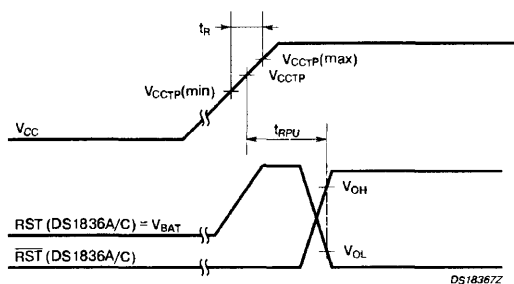 tR
VCCTP(max)
VCCTP
VCCTP(min)
VCC
tRPU
VOH
RST (DS1836A/C) = VBAT
VOL
RST (DS1836A/C)
DS18367Z